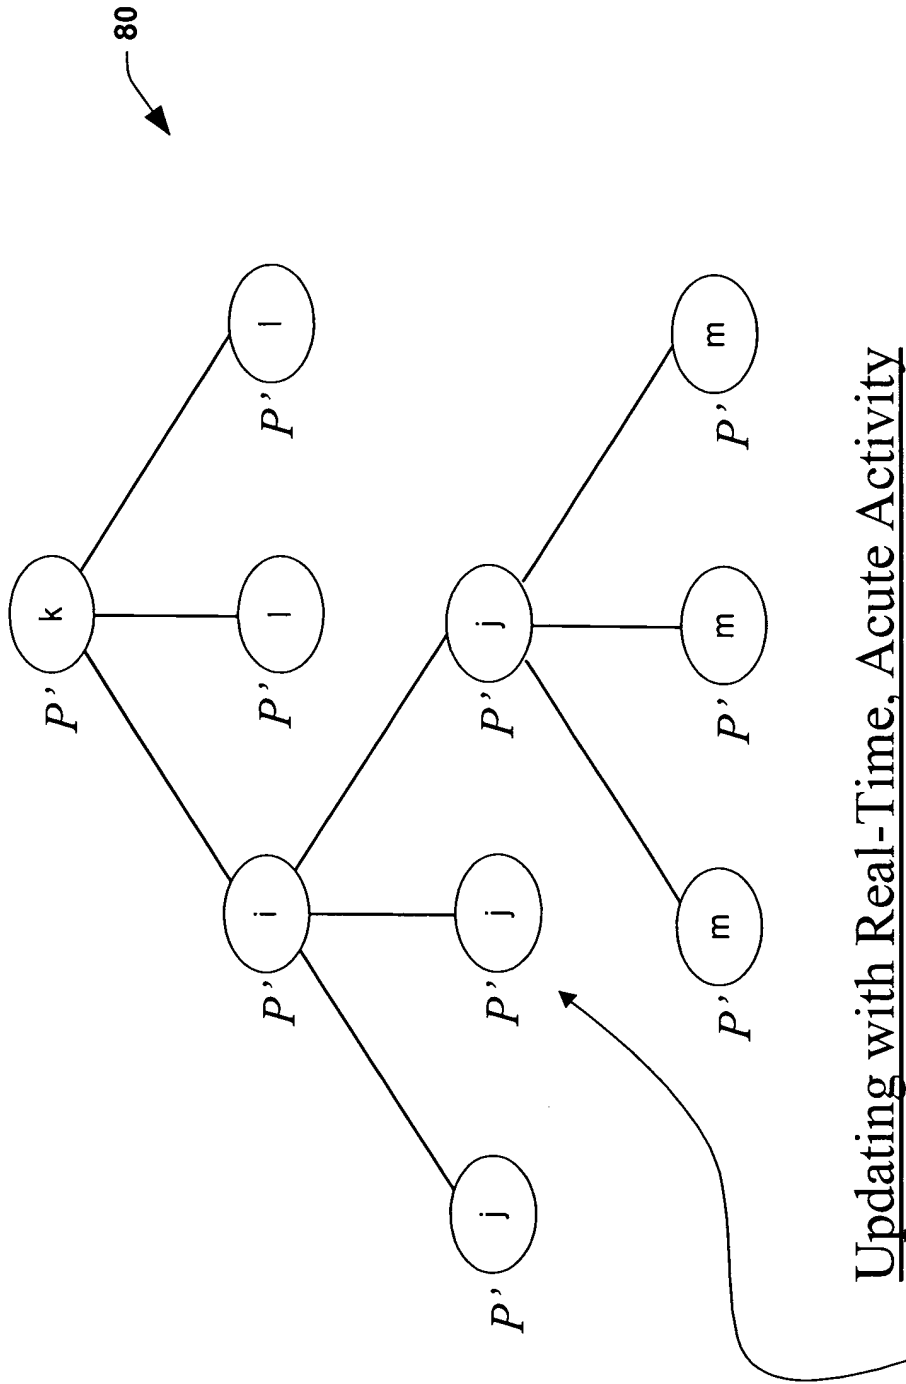 P’ k
80
P’ i P’ l P’ l
P’ j P’ j P’ j
P’ m P’ m P’ m
Updating with Real-Time, Acute Activity